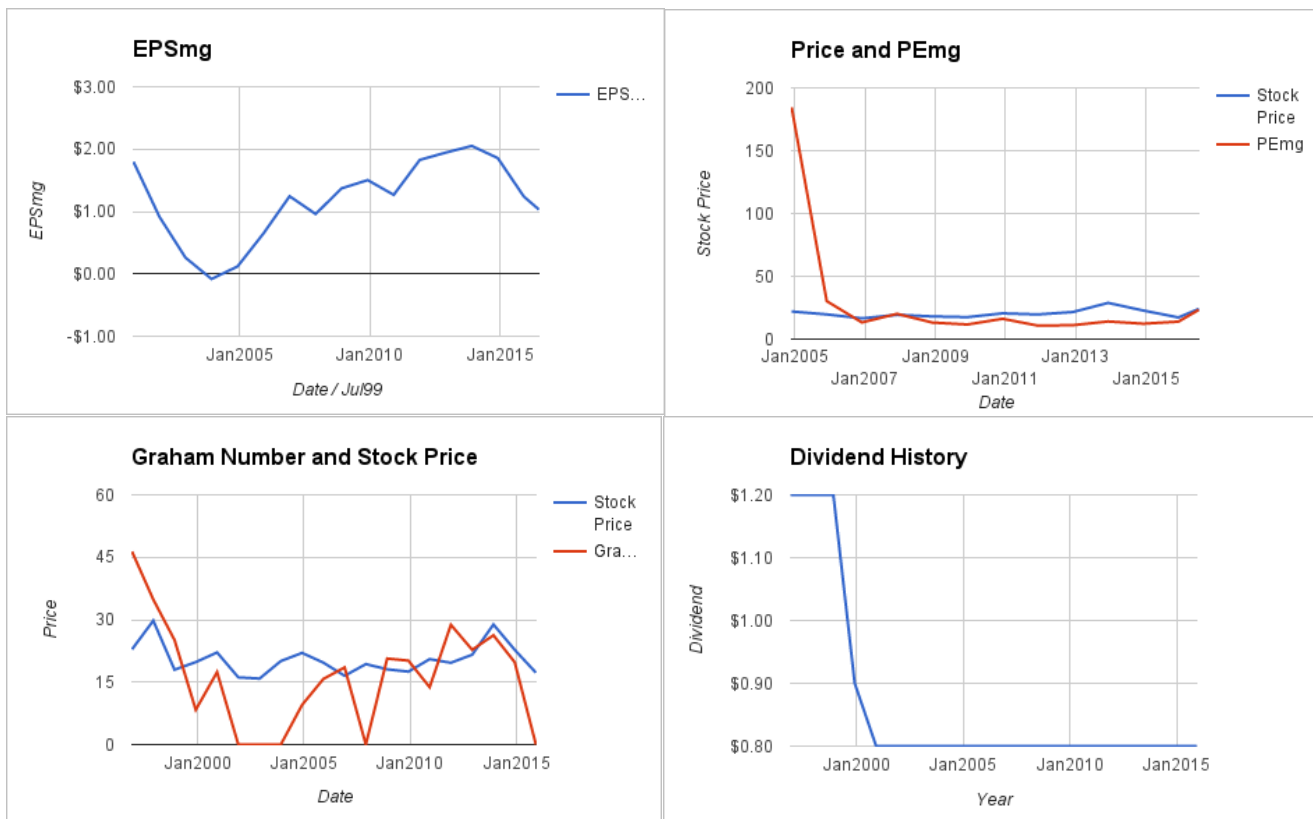 EPSmg
$3.00
$2.00
$1.00
$0.00
-$1.00
EPSmg
Jan2005
Jan2010
Jan2015
Date / Jul99
EPS...
Price and PEmg
200
150
100
50
0
Stock Price
Jan2005
Jan2009
Jan2013
Jan2007
Jan2011
Jan2015
Date
Stock
Price
PEmg
Graham Number and Stock Price
60
45
30
15
0
Price
Jan2000
Jan2005
Jan2010
Jan2015
Date
Stock
Price
Gra...
Dividend History
$1.20
$1.10
$1.00
$0.90
$0.80
Dividend
Jan2000
Jan2005
Jan2010
Jan2015
Year